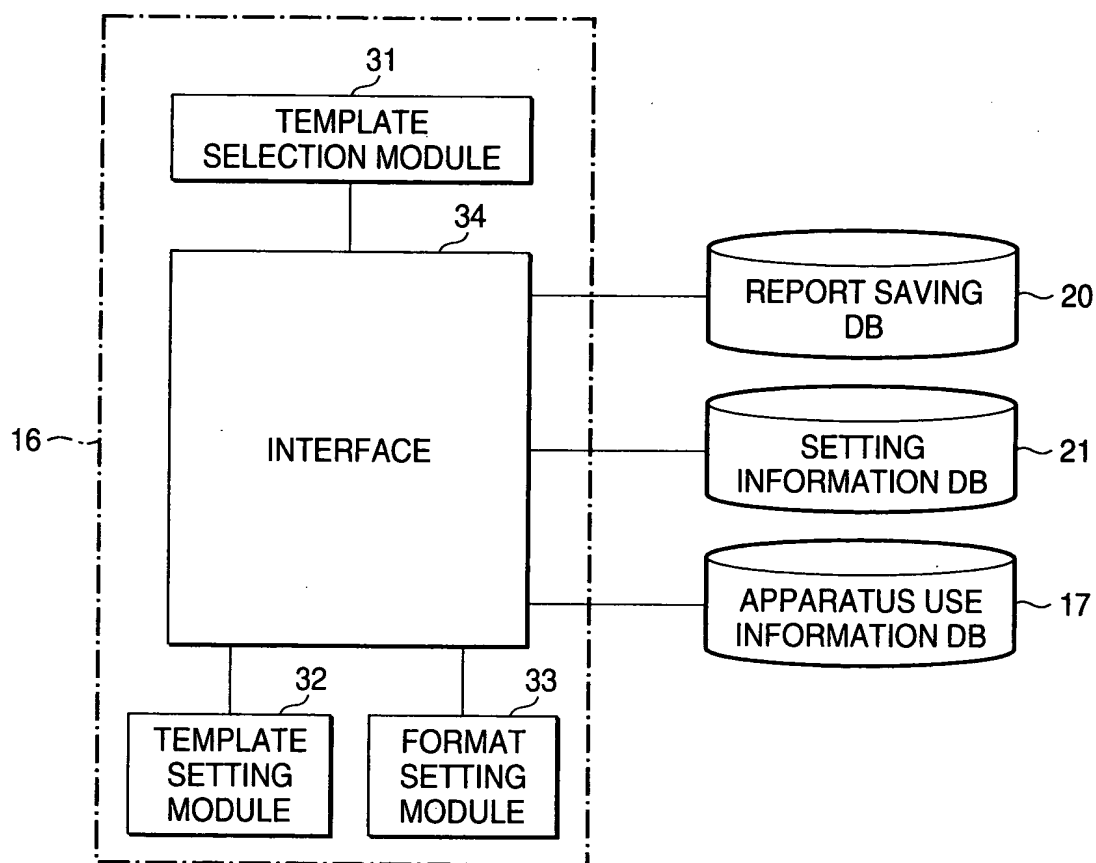 31
TEMPLATE
SELECTION MODULE
34
INTERFACE
16
REPORT SAVING
DB
20
SETTING
INFORMATION DB
21
APPARATUS USE
INFORMATION DB
17
32
TEMPLATE
SETTING
MODULE
33
FORMAT
SETTING
MODULE